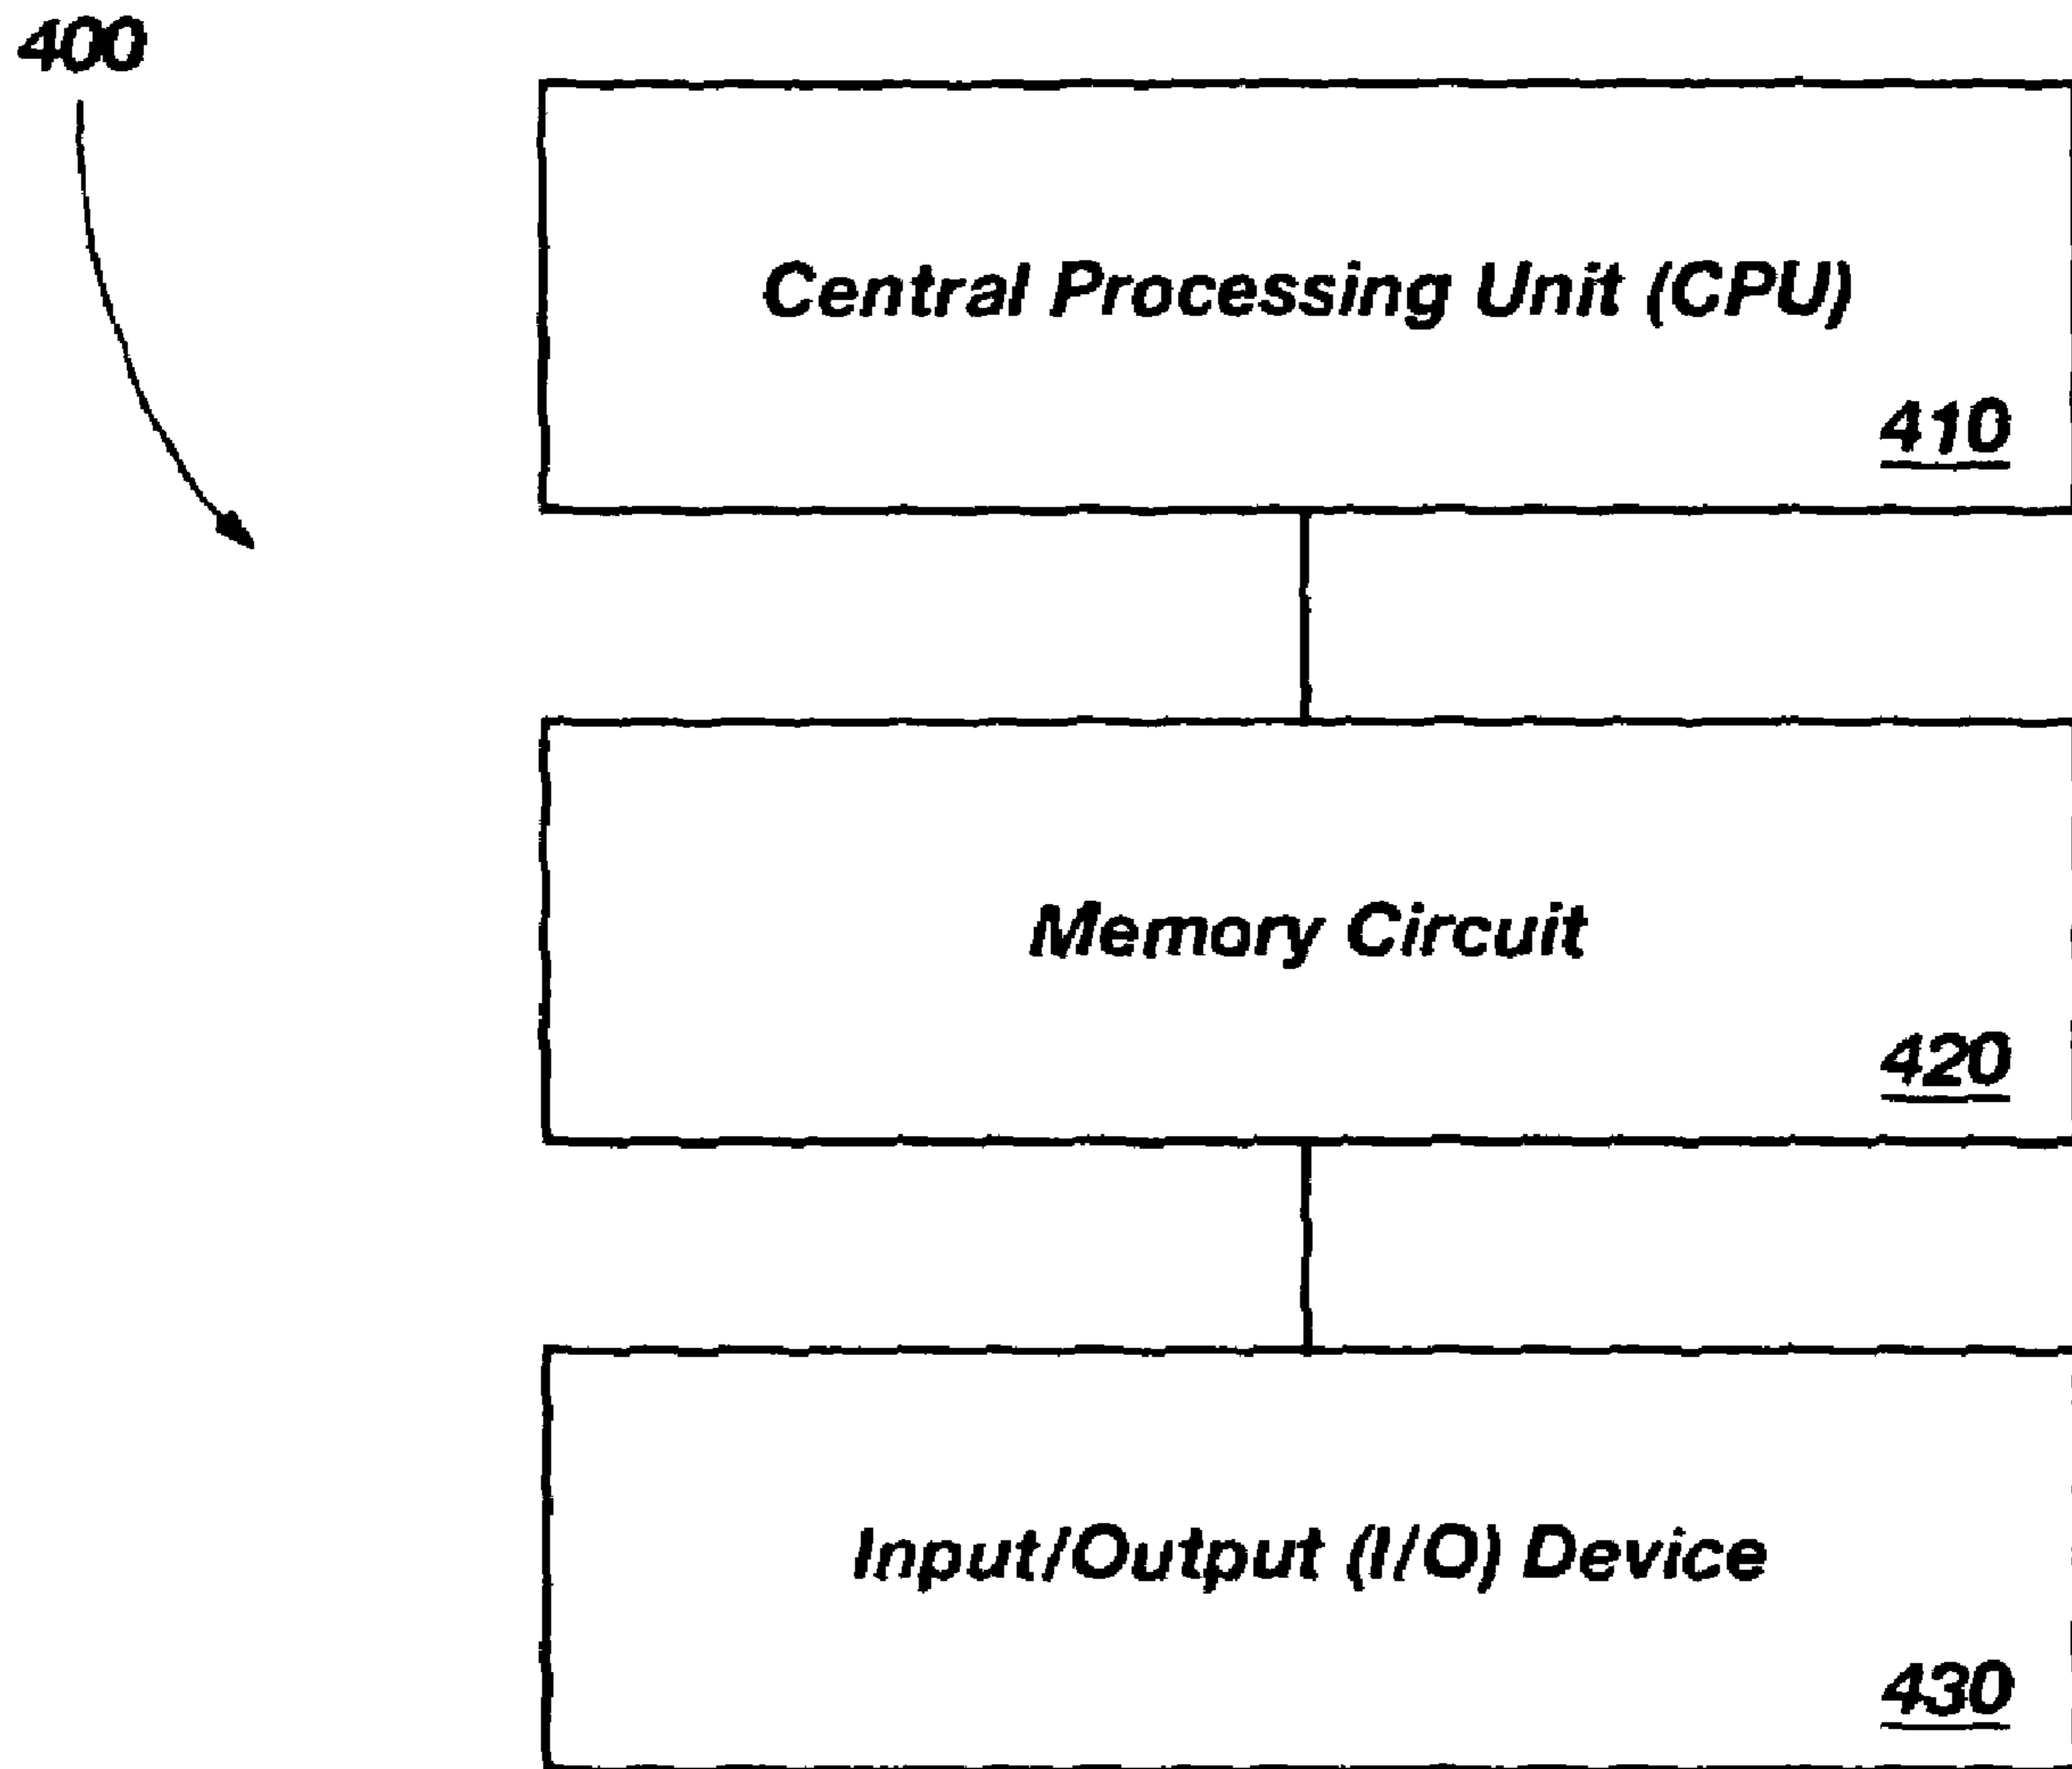 400
Central Processing Unit (CPU)
410
Memory Circuit
420
Input/Output (I/O) Device
430